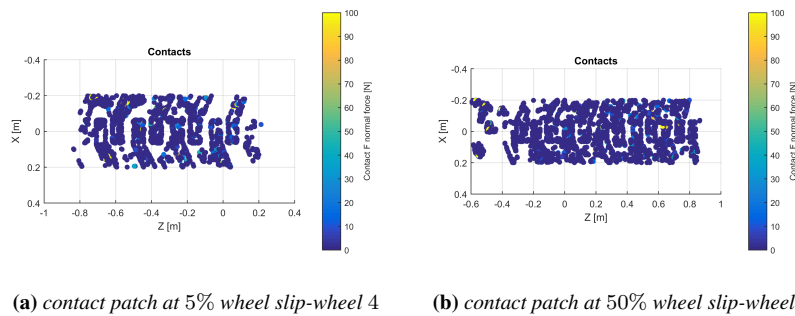 Contacts
-0.4
-0.2
0
0.2
0.4
X [m]
-1 -0.8 -0.6 -0.4 -0.2 0 0.2 0.4
Z [m]
100
90
80
70
60
50
40
30
20
10
0
Contact F normal force [N]
(a) contact patch at 5% wheel slip-wheel 4
Contacts
-0.4
-0.2
0
0.2
0.4
X [m]
-0.6 -0.4 -0.2 0 0.2 0.4 0.6 0.8 1
Z [m]
100
90
80
70
60
50
40
30
20
10
0
Contact F normal force [N]
(b) contact patch at 50% wheel slip-wheel